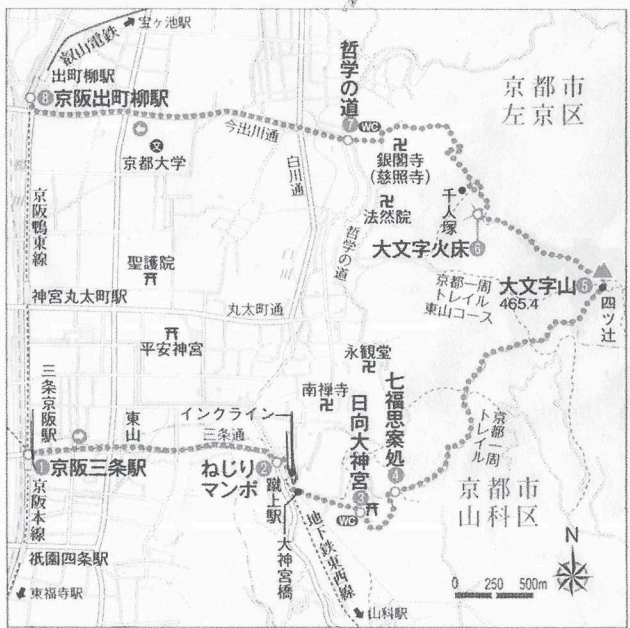 宝ヶ池駅
叡山電鉄
出町柳駅
8 京阪出町柳駅
哲学の道
7 WC
京都市
左京区
今出川通
文
京都大学
白川通
銀閣寺
(慈照寺)
法然院
千人塚
大文字火床 6
哲学の道
京阪鴨東線
聖護院
神宮丸太町駅
丸太町通
平安神宮
京都一周
トレイル
東山コース
大文字山 5
465.4
四ツ辻
永観堂
南禅寺
七福思案処
4
日向大神宮
3
WC
三条京阪駅
東山
インクライン
三条通
1 京阪三条駅
ねじり
マンポ
2
蹴上駅
京都一周
トレイル
京都市
山科区
京阪本線
大神宮橋
地下鉄東西線
祇園四条駅
東福寺駅
山科駅
N
0 250 500m